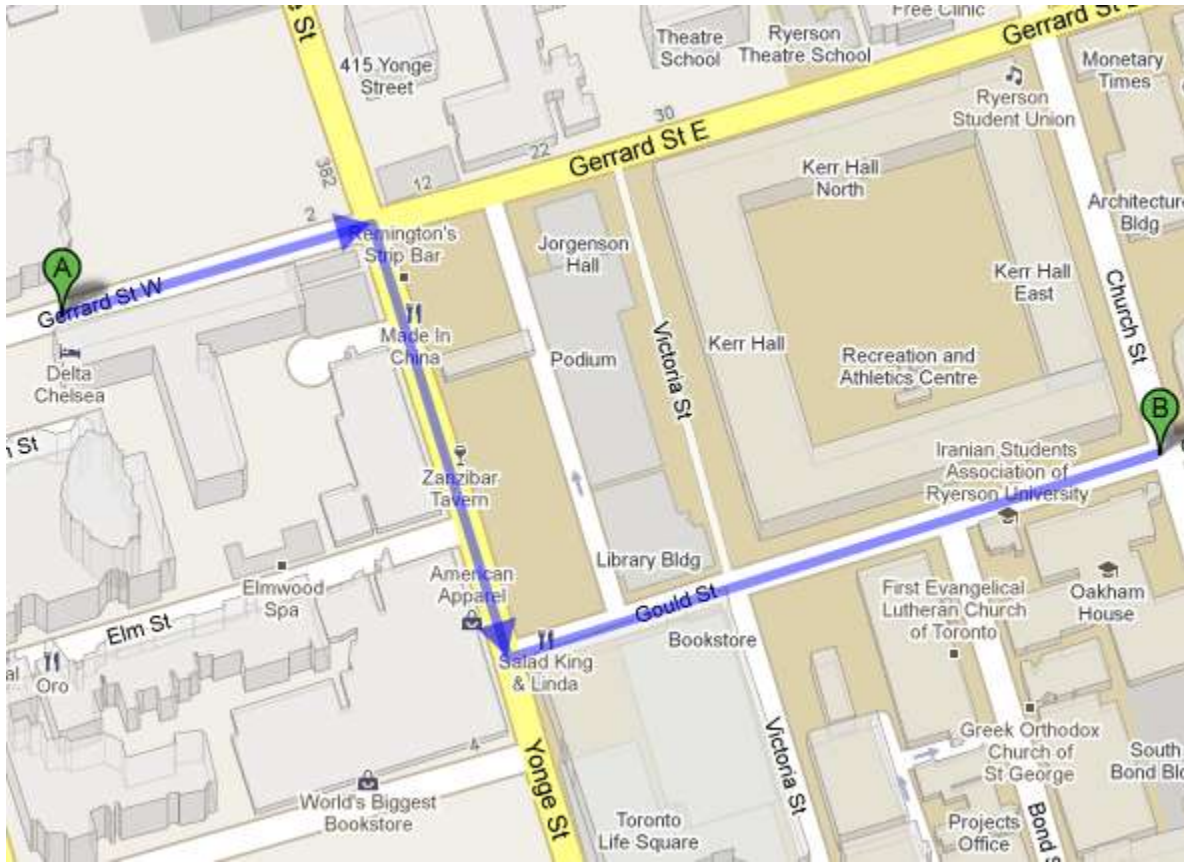 e St
Free Clinic
Gerrard St E
Theatre
School
Ryerson
Theatre School
415 Yonge
Street
Monetary
Times
Ryerson
Student Union
30
Gerrard St E
22
382
12
Kerr Hall
North
2
Architecture
Bldg
Remington's
Strip Bar
Jorgenson
Hall
A
Kerr Hall
East
Church St
Gerrard St W
Made In
China
Victoria St
Kerr Hall
Podium
Recreation and
Athletics Centre
Delta
Chelsea
B
St
Iranian Students
Association of
Ryerson University
Zanzibar
Tavern
Library Bldg
American
Apparel
Elmwood
Spa
First Evangelical
Lutheran Church
of Toronto
Oakham
House
Gould St
Elm St
Bookstore
Salad King
& Linda
al
Oro
Greek Orthodox
Church of
St George
4
Yonge St
Victoria St
South
Bond Bld
World's Biggest
Bookstore
Toronto
Life Square
Projects
Office
Bond S